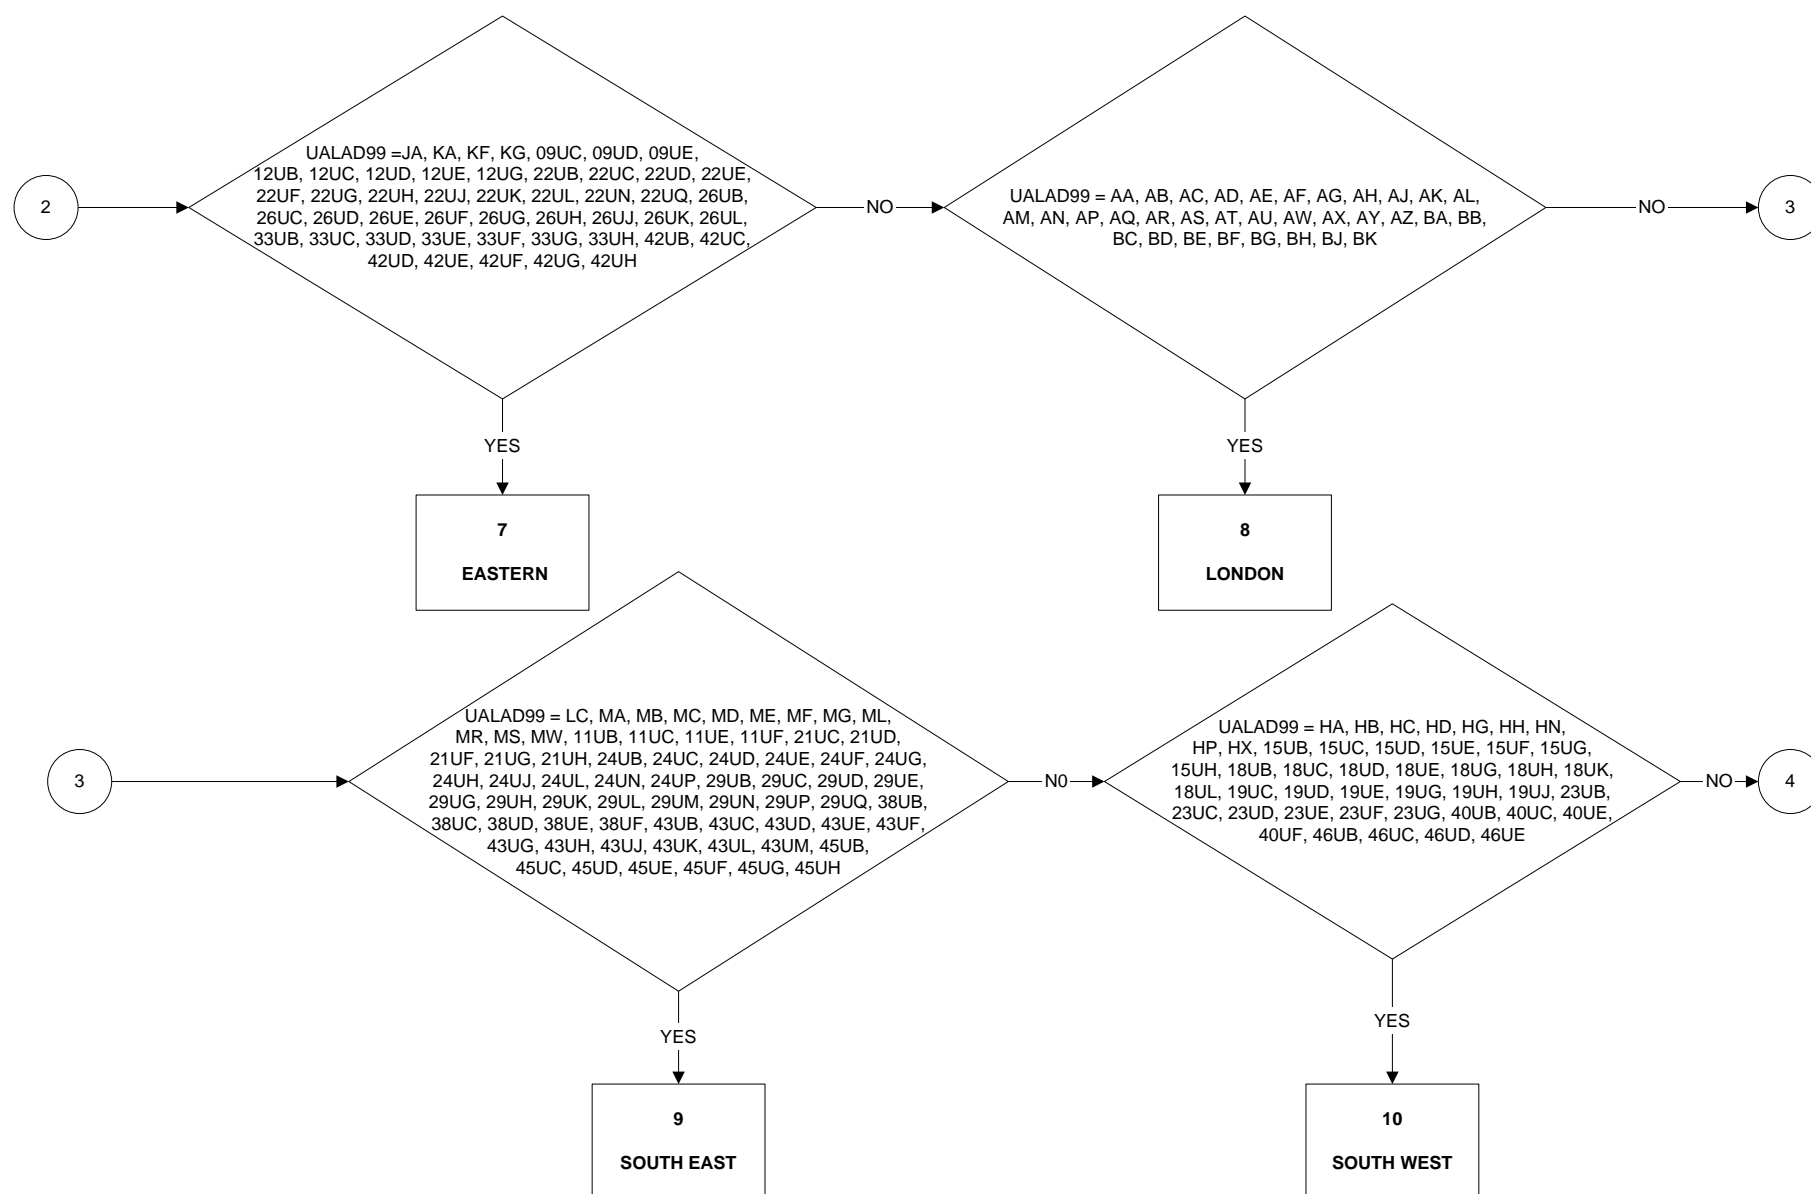 2
UALAD99 =JA, KA, KF, KG, 09UC, 09UD, 09UE,
12UB, 12UC, 12UD, 12UE, 12UG, 22UB, 22UC, 22UD, 22UE,
22UF, 22UG, 22UH, 22UJ, 22UK, 22UL, 22UN, 22UQ, 26UB,
26UC, 26UD, 26UE, 26UF, 26UG, 26UH, 26UJ, 26UK, 26UL,
33UB, 33UC, 33UD, 33UE, 33UF, 33UG, 33UH, 42UB, 42UC,
42UD, 42UE, 42UF, 42UG, 42UH
NO
UALAD99 = AA, AB, AC, AD, AE, AF, AG, AH, AJ, AK, AL,
AM, AN, AP, AQ, AR, AS, AT, AU, AW, AX, AY, AZ, BA, BB,
BC, BD, BE, BF, BG, BH, BJ, BK
NO
3
YES
YES
7
EASTERN
8
LONDON
3
UALAD99 = LC, MA, MB, MC, MD, ME, MF, MG, ML,
MR, MS, MW, 11UB, 11UC, 11UE, 11UF, 21UC, 21UD,
21UF, 21UG, 21UH, 24UB, 24UC, 24UD, 24UE, 24UF, 24UG,
24UH, 24UJ, 24UL, 24UN, 24UP, 29UB, 29UC, 29UD, 29UE,
29UG, 29UH, 29UK, 29UL, 29UM, 29UN, 29UP, 29UQ, 38UB,
38UC, 38UD, 38UE, 38UF, 43UB, 43UC, 43UD, 43UE, 43UF,
43UG, 43UH, 43UJ, 43UK, 43UL, 43UM, 45UB,
45UC, 45UD, 45UE, 45UF, 45UG, 45UH
N0
UALAD99 = HA, HB, HC, HD, HG, HH, HN,
HP, HX, 15UB, 15UC, 15UD, 15UE, 15UF, 15UG,
15UH, 18UB, 18UC, 18UD, 18UE, 18UG, 18UH, 18UK,
18UL, 19UC, 19UD, 19UE, 19UG, 19UH, 19UJ, 23UB,
23UC, 23UD, 23UE, 23UF, 23UG, 40UB, 40UC, 40UE,
40UF, 46UB, 46UC, 46UD, 46UE
NO
4
YES
YES
9
SOUTH EAST
10
SOUTH WEST